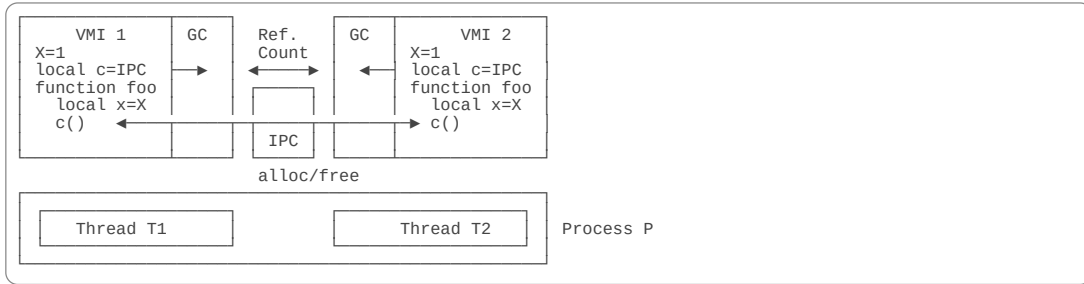 VMI 1 GC Ref. GC VMI 2
X=1 Count X=1
local c=IPC local c=IPC
function foo function foo
local x=X local x=X
c() c()
IPC
alloc/free
Thread T1 Thread T2 Process P